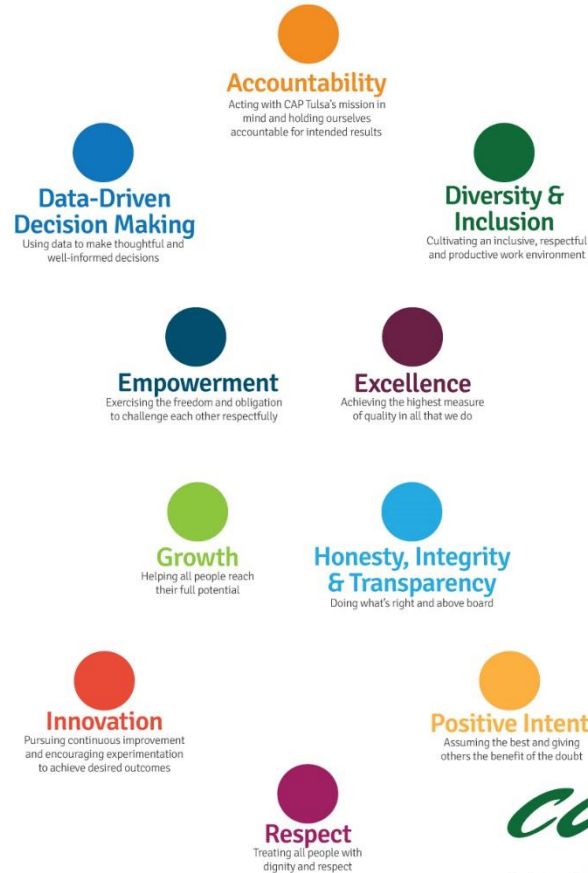 Accountability
Acting with CAP Tulsa's mission in
mind and holding ourselves
accountable for intended results
Data-Driven
Decision Making
Using data to make thoughtful and
well-informed decisions
Diversity &
Inclusion
Cultivating an inclusive, respectful
and productive work environment
Empowerment
Exercising the freedom and obligation
to challenge each other respectfully
Excellence
Achieving the highest measure
of quality in all that we do
Growth
Helping all people reach
their full potential
Honesty, Integrity
& Transparency
Doing what's right and above board
Innovation
Pursuing continuous improvement
and encouraging experimentation
to achieve desired outcomes
Positive Intent
Assuming the best and giving
others the benefit of the doubt
Respect
Treating all people with
dignity and respect